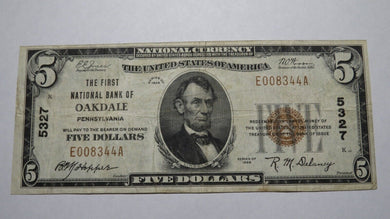 NATIONAL CURRENCY
THE UNITED STATES OF AMERICA
5
5
THE FIRST
NATIONAL BANK OF
OAKDALE
PENNSYLVANIA
WILL PAY TO THE BEARER ON DEMAND
FIVE DOLLARS
E008344A
E008344A
5327
5327
FIVE
SERIES OF
1929
R.M. Delaney
5
FIVE DOLLARS
5